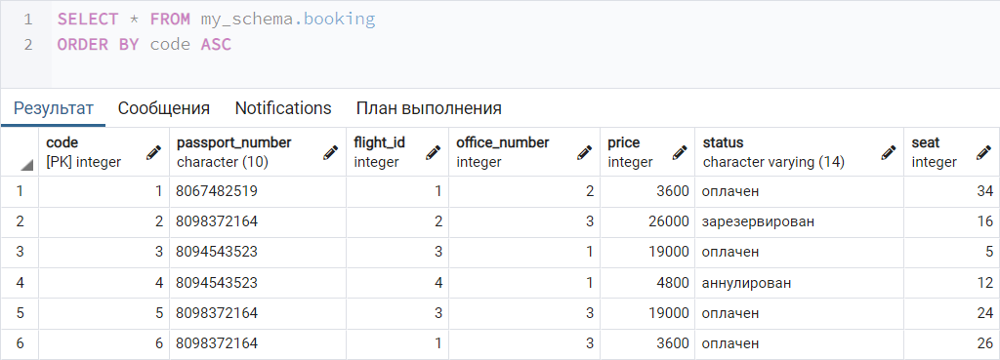 1 SELECT * FROM my_schema.booking
2 ORDER BY code ASC
Результат Сообщения Notifications План выполнения
code passport_number flight_id office_number price status seat
[PK] integer character (10) integer integer integer character varying (14) integer
1 1 8067482519 1 2 3600 оплачен 34
2 2 8098372164 2 3 26000 зарезервирован 16
3 3 8094543523 3 1 19000 оплачен 5
4 4 8094543523 4 1 4800 аннулирован 12
5 5 8098372164 3 3 19000 оплачен 24
6 6 8098372164 1 3 3600 оплачен 26